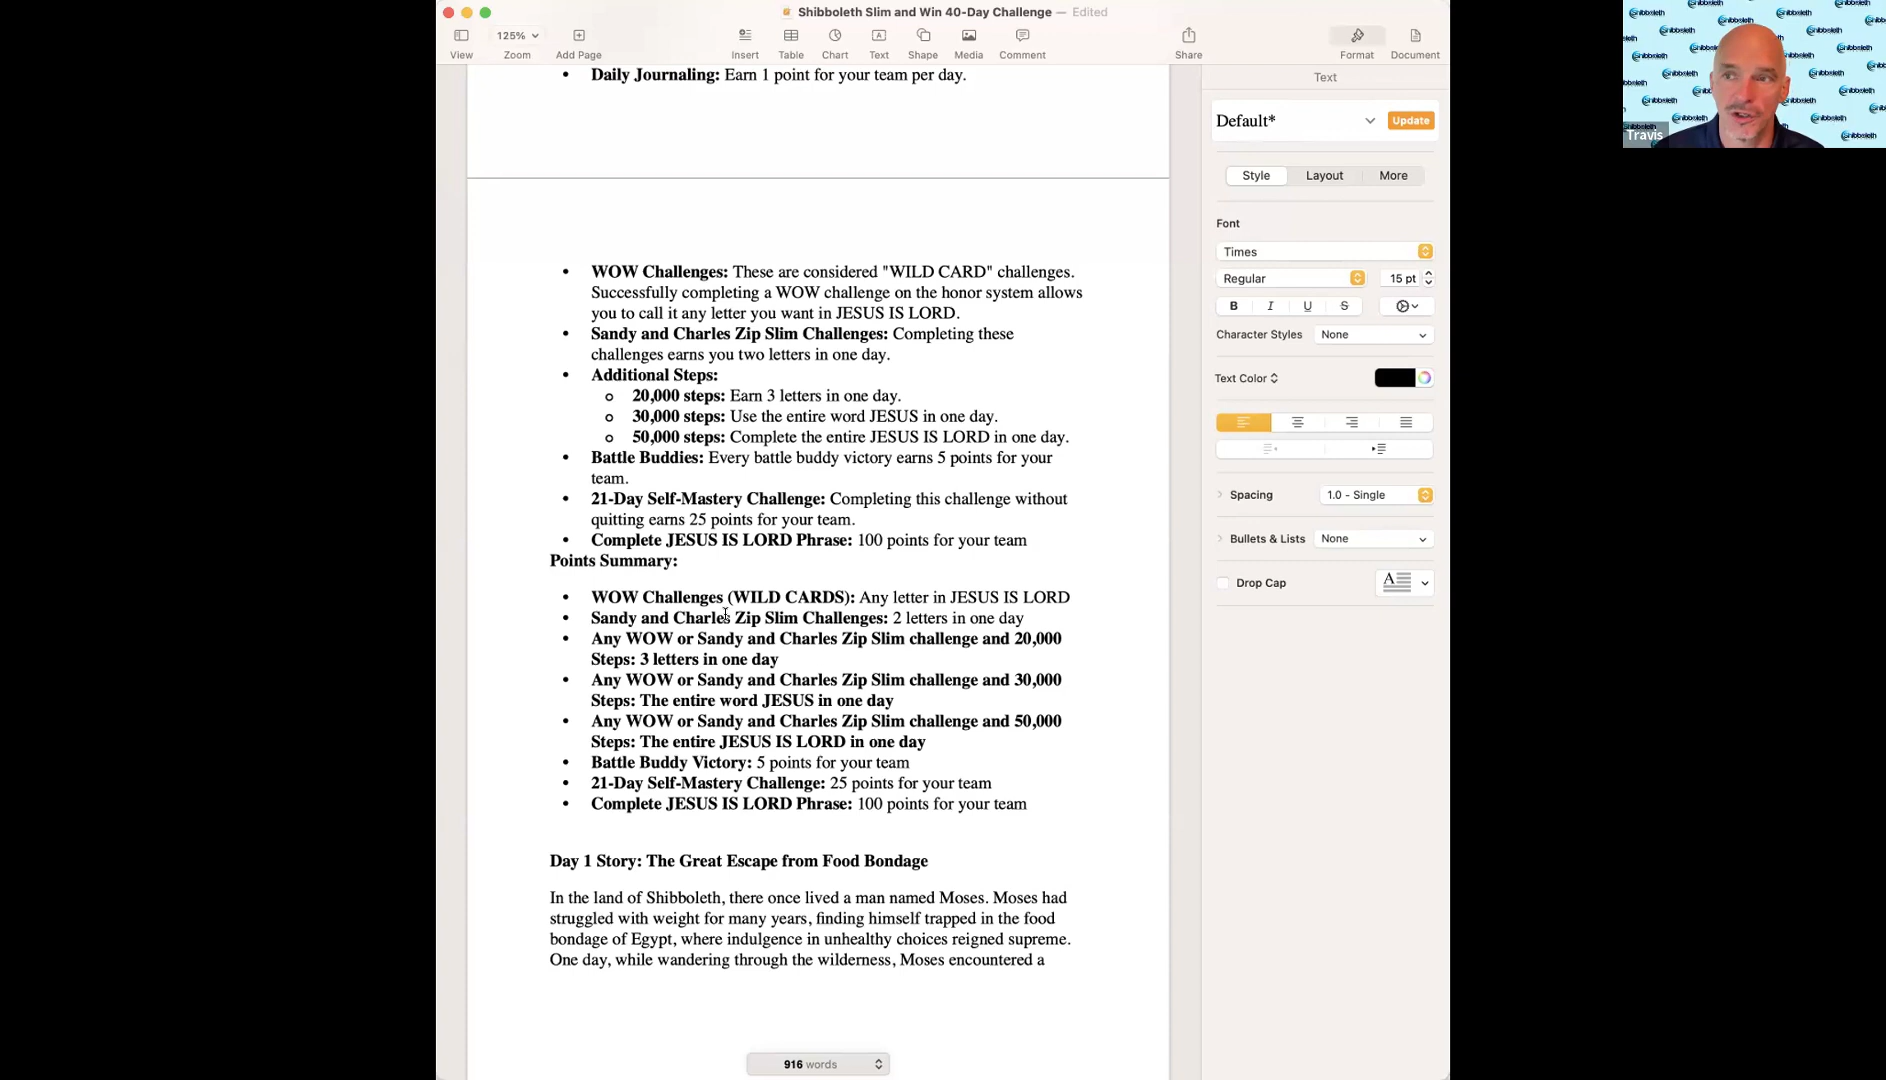 Shibboleth Slim and Win 40-Day Challenge — Edited
View
125%
Zoom
Add Page
Insert
Table
Chart
Text
Shape
Media
Comment
Share
Format
Document
• Daily Journaling: Earn 1 point for your team per day.
• WOW Challenges: These are considered "WILD CARD" challenges.
Successfully completing a WOW challenge on the honor system allows
you to call it any letter you want in JESUS IS LORD.
• Sandy and Charles Zip Slim Challenges: Completing these
challenges earns you two letters in one day.
• Additional Steps:
o 20,000 steps: Earn 3 letters in one day.
o 30,000 steps: Use the entire word JESUS in one day.
o 50,000 steps: Complete the entire JESUS IS LORD in one day.
• Battle Buddies: Every battle buddy victory earns 5 points for your
team.
• 21-Day Self-Mastery Challenge: Completing this challenge without
quitting earns 25 points for your team.
• Complete JESUS IS LORD Phrase: 100 points for your team
Points Summary:
• WOW Challenges (WILD CARDS): Any letter in JESUS IS LORD
• Sandy and Charles Zip Slim Challenges: 2 letters in one day
• Any WOW or Sandy and Charles Zip Slim challenge and 20,000
Steps: 3 letters in one day
• Any WOW or Sandy and Charles Zip Slim challenge and 30,000
Steps: The entire word JESUS in one day
• Any WOW or Sandy and Charles Zip Slim challenge and 50,000
Steps: The entire JESUS IS LORD in one day
• Battle Buddy Victory: 5 points for your team
• 21-Day Self-Mastery Challenge: 25 points for your team
• Complete JESUS IS LORD Phrase: 100 points for your team
Day 1 Story: The Great Escape from Food Bondage
In the land of Shibboleth, there once lived a man named Moses. Moses had
struggled with weight for many years, finding himself trapped in the food
bondage of Egypt, where indulgence in unhealthy choices reigned supreme.
One day, while wandering through the wilderness, Moses encountered a
916 words
Text
Default*
Update
Style
Layout
More
Font
Times
Regular
15 pt
B
I
U
S
Character Styles
None
Text Color
Spacing
1.0 - Single
Bullets & Lists
None
Drop Cap
A
Shibboleth
Travis